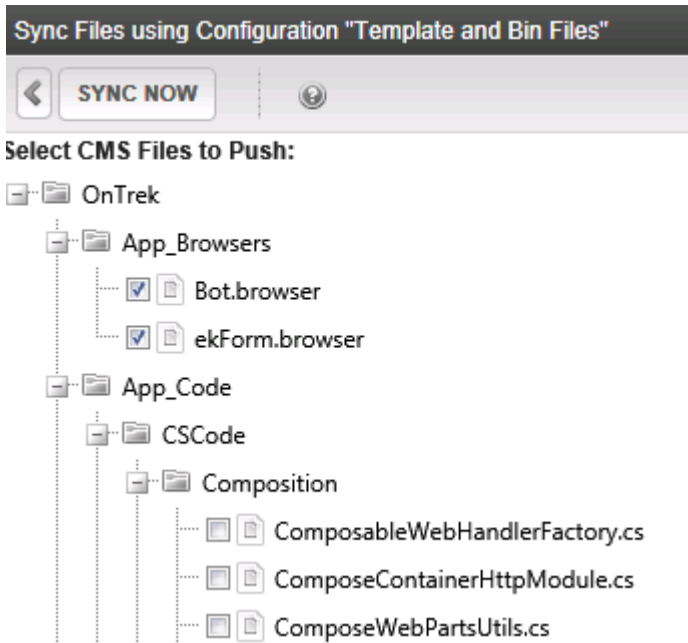 Sync Files using Configuration "Template and Bin Files"
SYNC NOW
Select CMS Files to Push:
OnTrek
App_Browsers
Bot.browser
ekForm.browser
App_Code
CSCode
Composition
ComposableWebHandlerFactory.cs
ComposeContainerHttpModule.cs
ComposeWebPartsUtils.cs